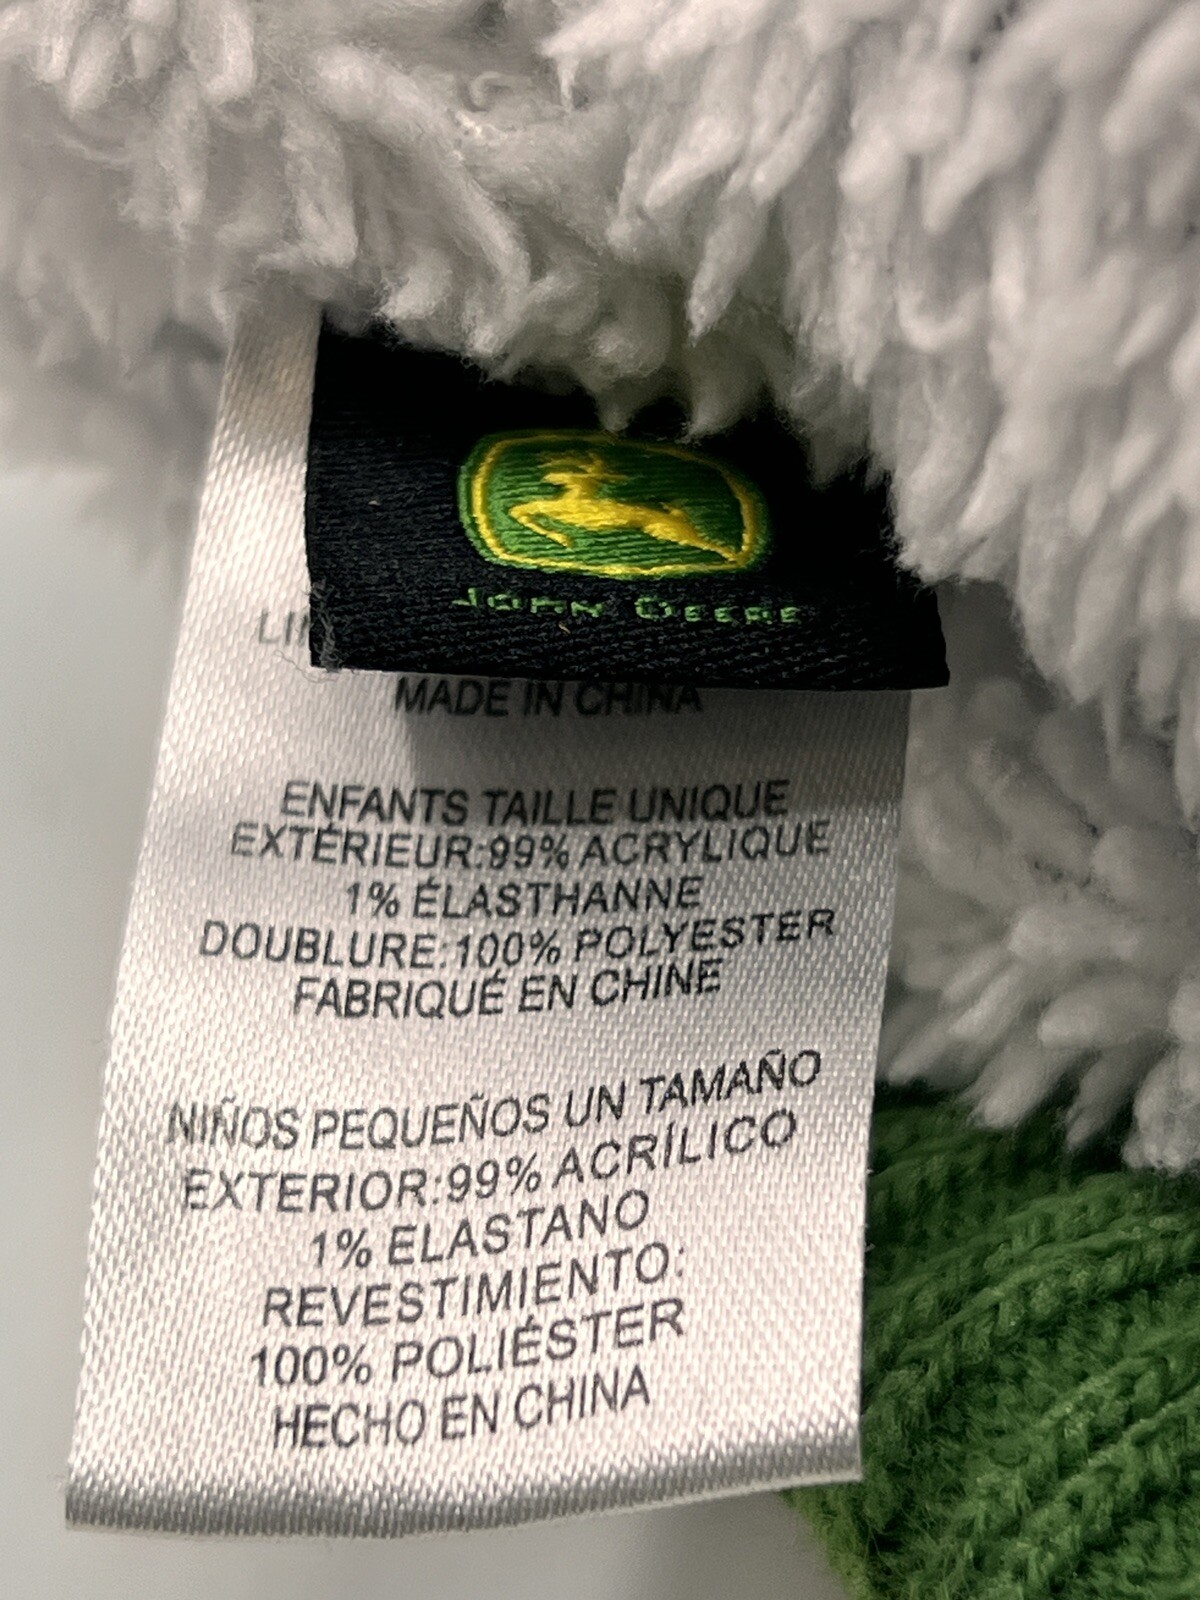 JOHN DEERE
MADE IN CHINA
ENFANTS TAILLE UNIQUE
EXTÉRIEUR:99% ACRYLIQUE
1% ÉLASTHANNE
DOUBLURE:100% POLYESTER
FABRIQUÉ EN CHINE
NIÑOS PEQUEÑOS UN TAMAÑO
EXTERIOR:99% ACRÍLICO
1% ELASTANO
REVESTIMIENTO:
100% POLIÉSTER
HECHO EN CHINA